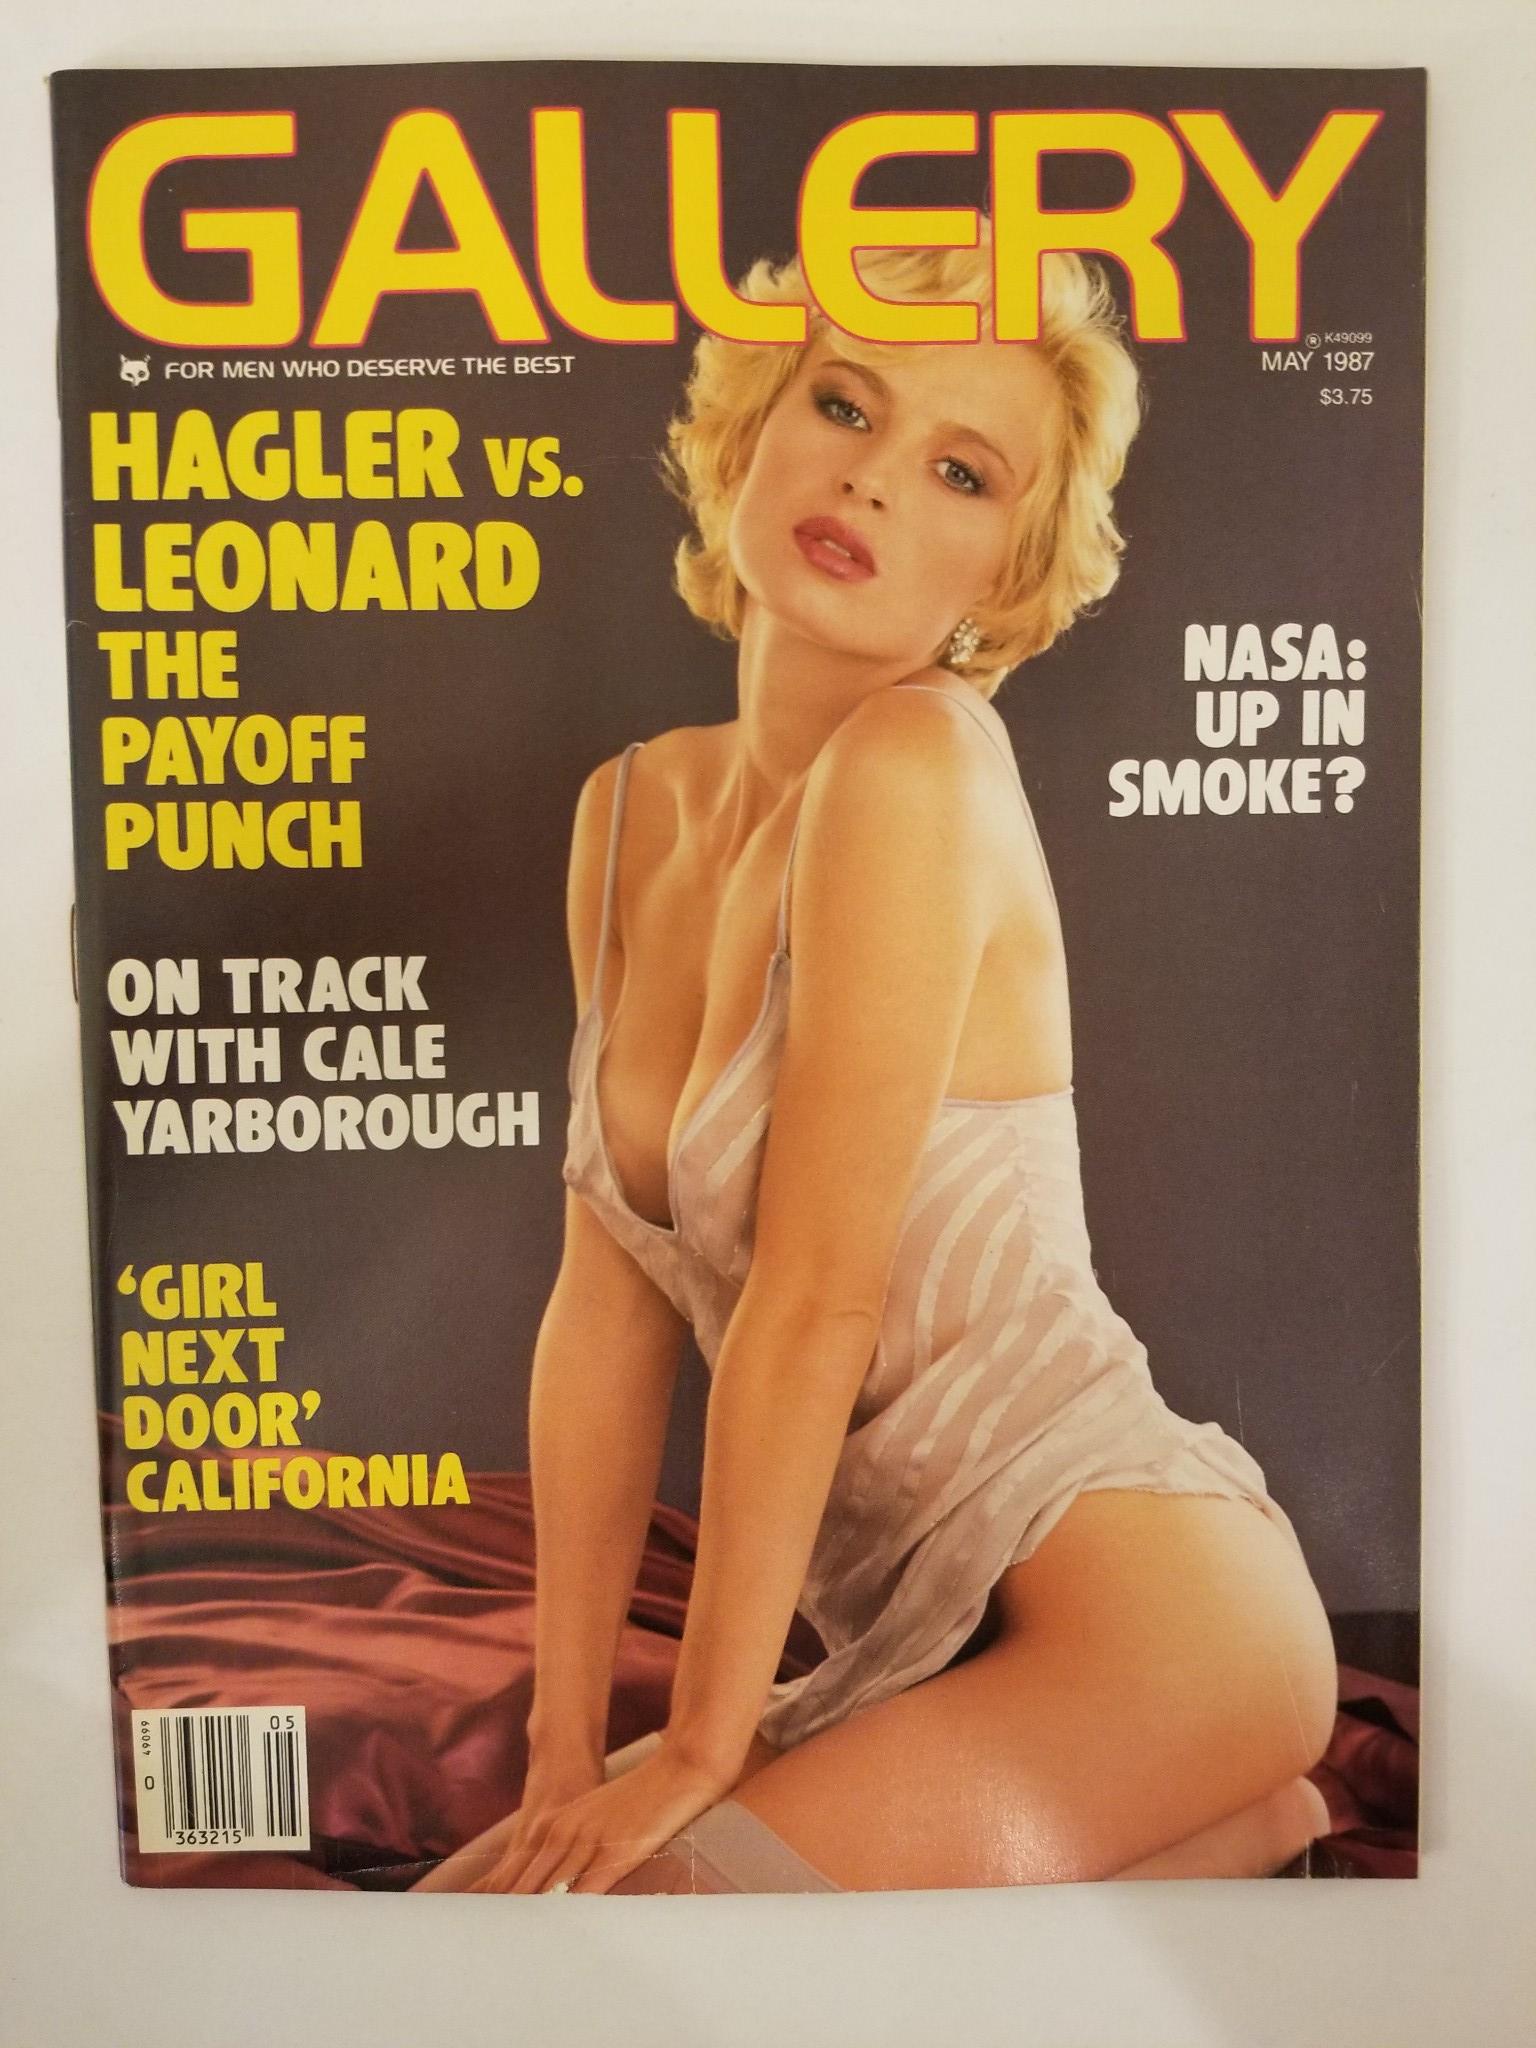 GALLERY
FOR MEN WHO DESERVE THE BEST
® K49099
MAY 1987
$3.75
HAGLER VS.
LEONARD
THE
PAYOFF
PUNCH
NASA:
UP IN
SMOKE?
ON TRACK
WITH CALE
YARBOROUGH
‘GIRL
NEXT
DOOR’
CALIFORNIA
49099
05
0
363215